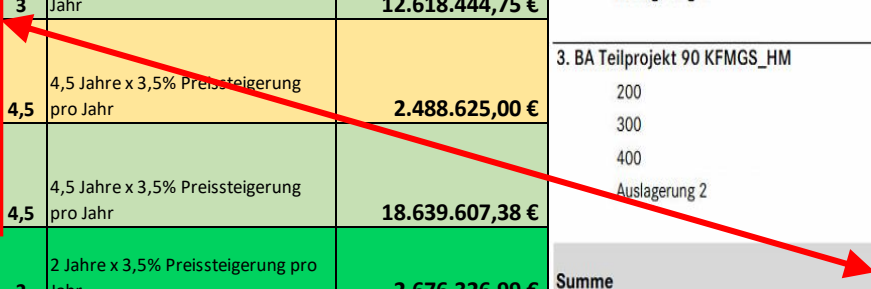 3 Jahr 12.618.444,75 €
4,5 Jahre x 3,5% Preissteigerung
4,5 pro Jahr 2.488.625,00 €
4,5 Jahre x 3,5% Preissteigerung
4,5 pro Jahr 18.639.607,38 €
2 Jahre x 3,5% Preissteigerung pro
3. BA Teilprojekt 90 KFMGS_HM
200
300
400
Auslagerung 2
Summe